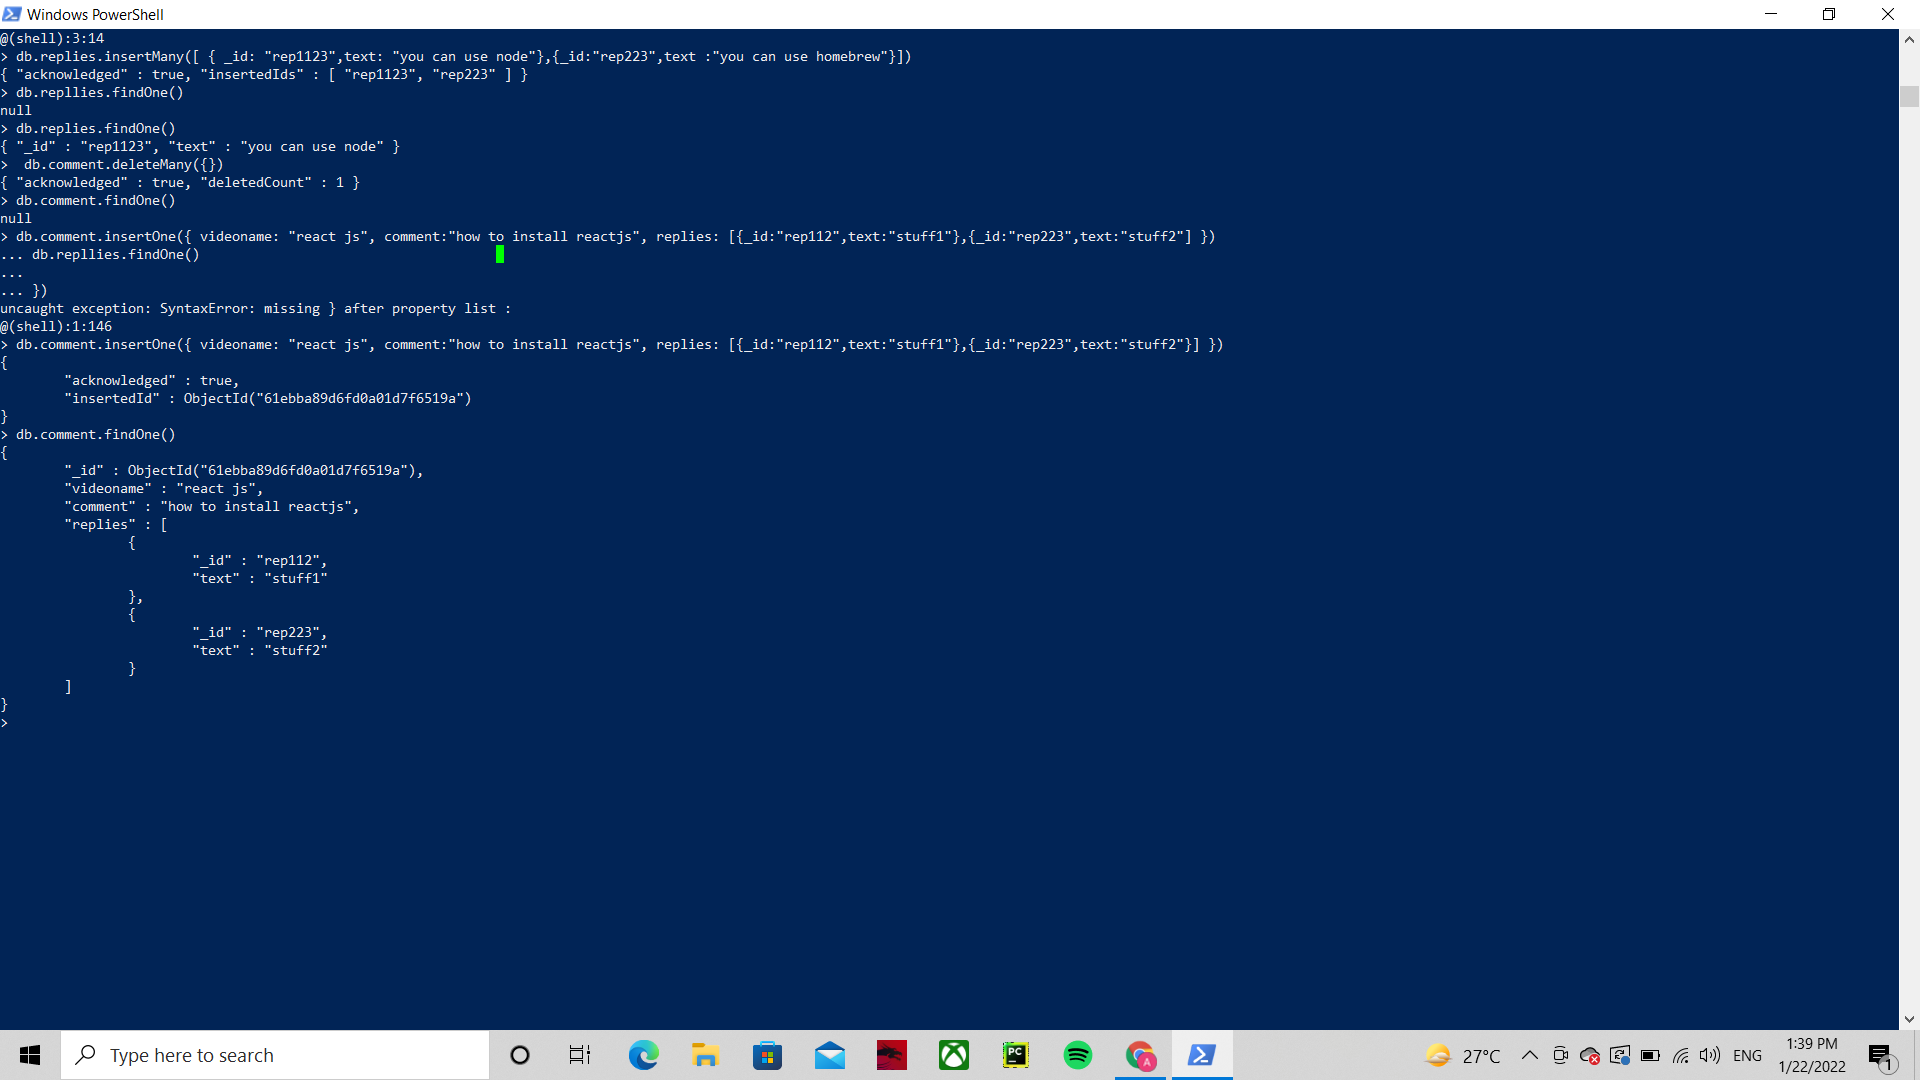 Windows PowerShell
@(shell):3:14
> db.replies.insertMany([ { _id: "rep1123",text: "you can use node"},{_id:"rep223",text :"you can use homebrew"}])
{ "acknowledged" : true, "insertedIds" : [ "rep1123", "rep223" ] }
> db.repllies.findOne()
null
> db.replies.findOne()
{ "_id" : "rep1123", "text" : "you can use node" }
>  db.comment.deleteMany({})
{ "acknowledged" : true, "deletedCount" : 1 }
> db.comment.findOne()
null
> db.comment.insertOne({ videoname: "react js", comment:"how to install reactjs", replies: [{_id:"rep112",text:"stuff1"},{_id:"rep223",text:"stuff2"] })
... db.repllies.findOne()
...
... })
uncaught exception: SyntaxError: missing } after property list :
@(shell):1:146
> db.comment.insertOne({ videoname: "react js", comment:"how to install reactjs", replies: [{_id:"rep112",text:"stuff1"},{_id:"rep223",text:"stuff2"}] })
{
        "acknowledged" : true,
        "insertedId" : ObjectId("61ebba89d6fd0a01d7f6519a")
}
> db.comment.findOne()
{
        "_id" : ObjectId("61ebba89d6fd0a01d7f6519a"),
        "videoname" : "react js",
        "comment" : "how to install reactjs",
        "replies" : [
                {
                        "_id" : "rep112",
                        "text" : "stuff1"
                },
                {
                        "_id" : "rep223",
                        "text" : "stuff2"
                }
        ]
}
>
Type here to search
PC
A
27°C
ENG
1:39 PM
1/22/2022
1